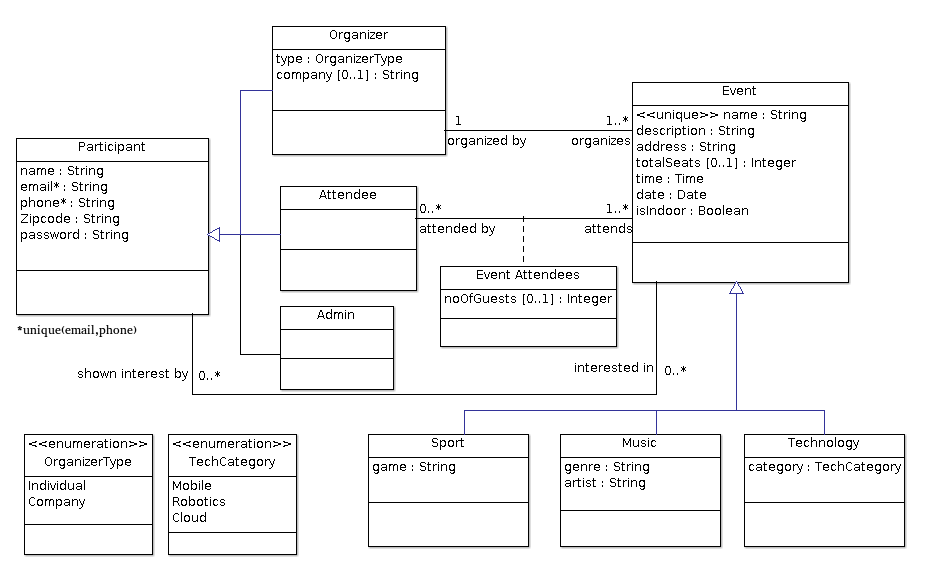 Organizer
type : OrganizerType
company [0..1] : String
Event
<<unique>> name : String
description : String
address : String
totalSeats [0..1] : Integer
time : Time
date : Date
isIndoor : Boolean
1
1..*
organized by
organizes
Participant
name : String
email* : String
phone* : String
Zipcode : String
password : String
*unique(email,phone)
Attendee
0..*
1..*
attended by
attends
Event Attendees
noOfGuests [0..1] : Integer
Admin
shown interest by
0..*
interested in
0..*
<<enumeration>>
OrganizerType
Individual
Company
<<enumeration>>
TechCategory
Mobile
Robotics
Cloud
Sport
game : String
Music
genre : String
artist : String
Technology
category : TechCategory